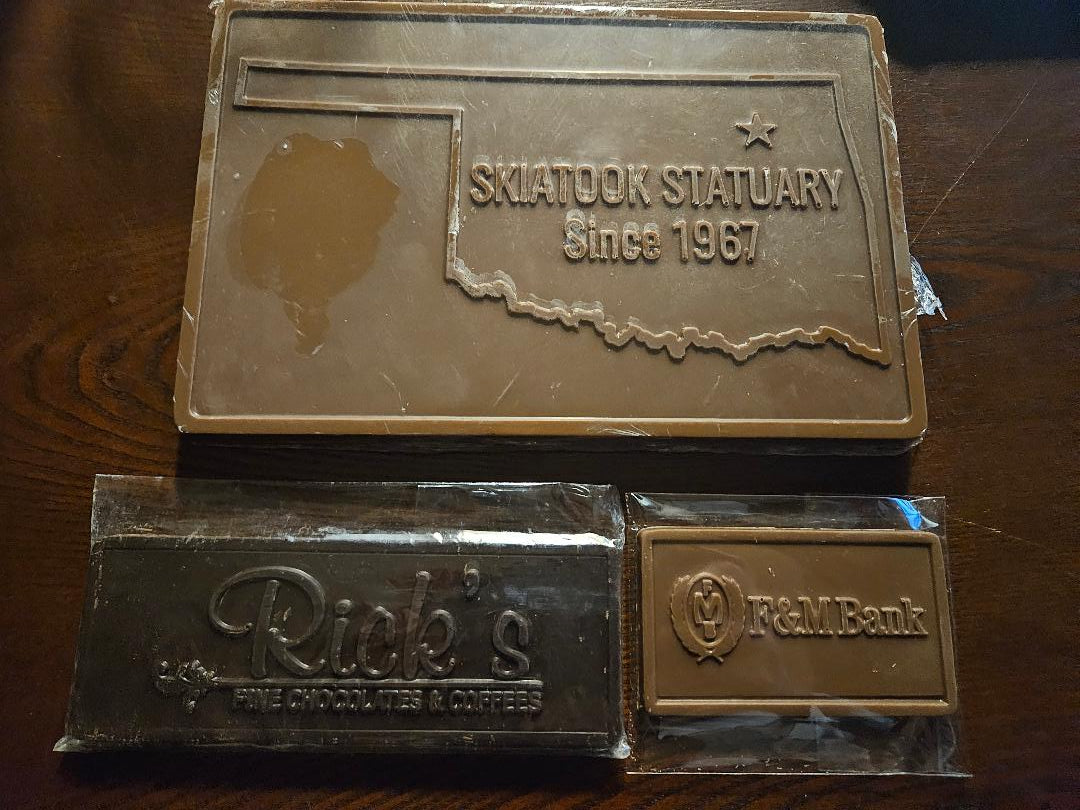 SKIATOOK STATUARY
Since 1967
Rick's
FINE CHOCOLATES & COFFEES
F&M Bank